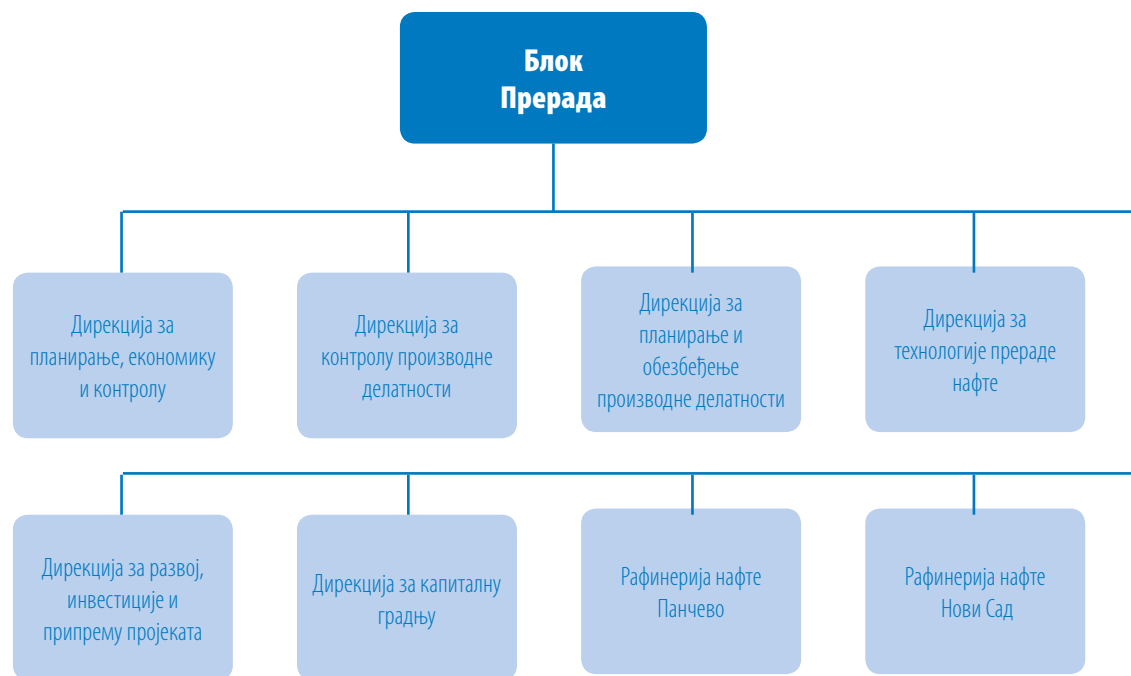 Блок
Прерада
Дирекција за
планирање, економику
и контролу
Дирекција за
контролу производне
делатности
Дирекција за
планирање и
обезбеђење
производне делатности
Дирекција за
технологије прераде
нафте
Дирекција за развој,
инвестиције и
припрему пројеката
Дирекција за капиталну
градњу
Рафинерија нафте
Панчево
Рафинерија нафте
Нови Сад